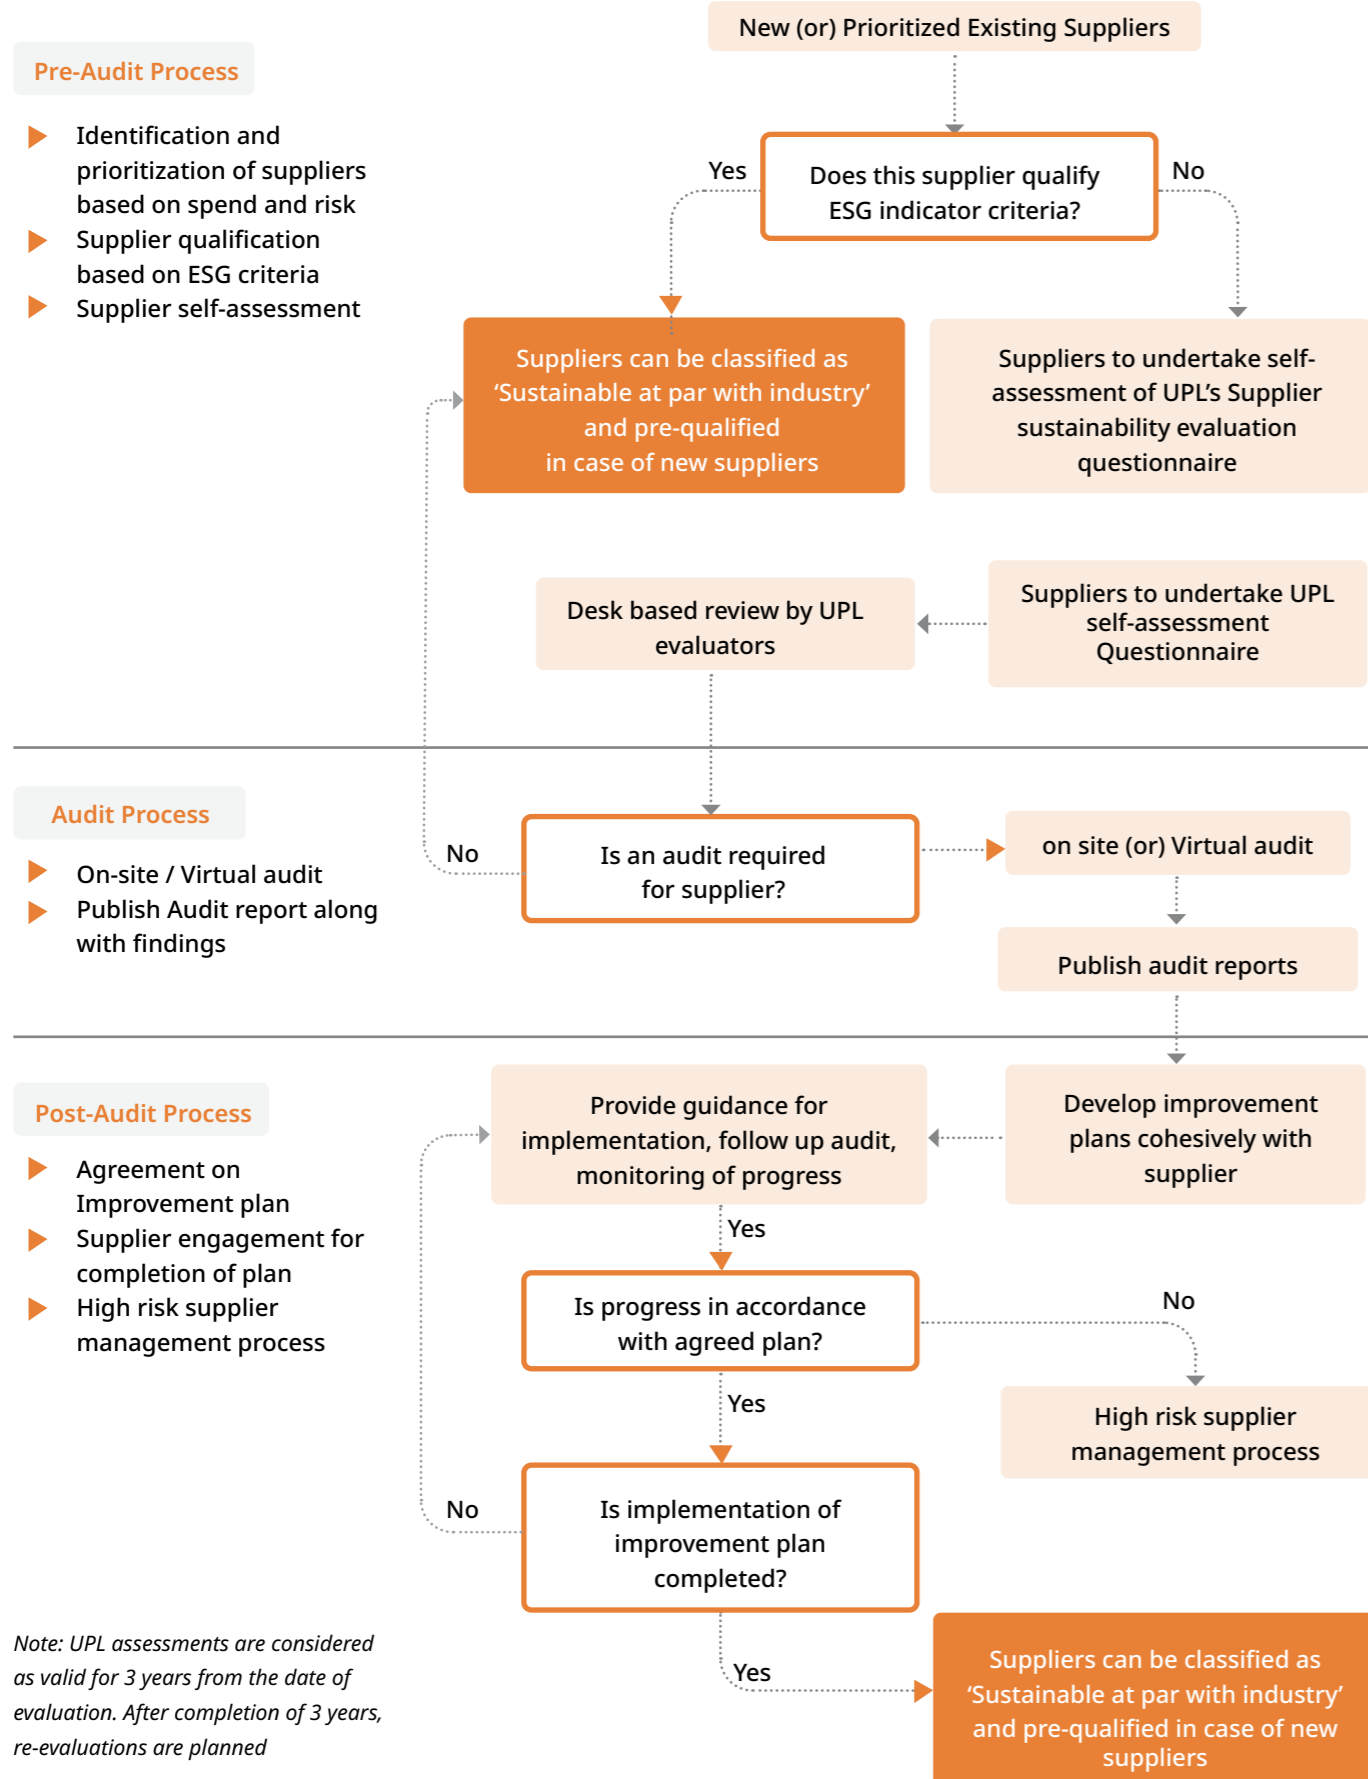 New (or) Prioritized Existing Suppliers
Pre-Audit Process
Identification and
prioritization of suppliers
based on spend and risk
Supplier qualification
based on ESG criteria
Supplier self-assessment
Yes
Does this supplier qualify
ESG indicator criteria?
No
Suppliers can be classified as
‘Sustainable at par with industry’
and pre-qualified
in case of new suppliers
Suppliers to undertake self-
assessment of UPL’s Supplier
sustainability evaluation
questionnaire
Desk based review by UPL
evaluators
Suppliers to undertake UPL
self-assessment
Questionnaire
Audit Process
On-site / Virtual audit
Publish Audit report along
with findings
No
Is an audit required
for supplier?
on site (or) Virtual audit
Publish audit reports
Post-Audit Process
Agreement on
Improvement plan
Supplier engagement for
completion of plan
High risk supplier
management process
Provide guidance for
implementation, follow up audit,
monitoring of progress
Develop improvement
plans cohesively with
supplier
Yes
Is progress in accordance
with agreed plan?
No
Yes
High risk supplier
management process
No
Is implementation of
improvement plan
completed?
Yes
Suppliers can be classified as
‘Sustainable at par with industry’
and pre-qualified in case of new
suppliers
Note: UPL assessments are considered
as valid for 3 years from the date of
evaluation. After completion of 3 years,
re-evaluations are planned